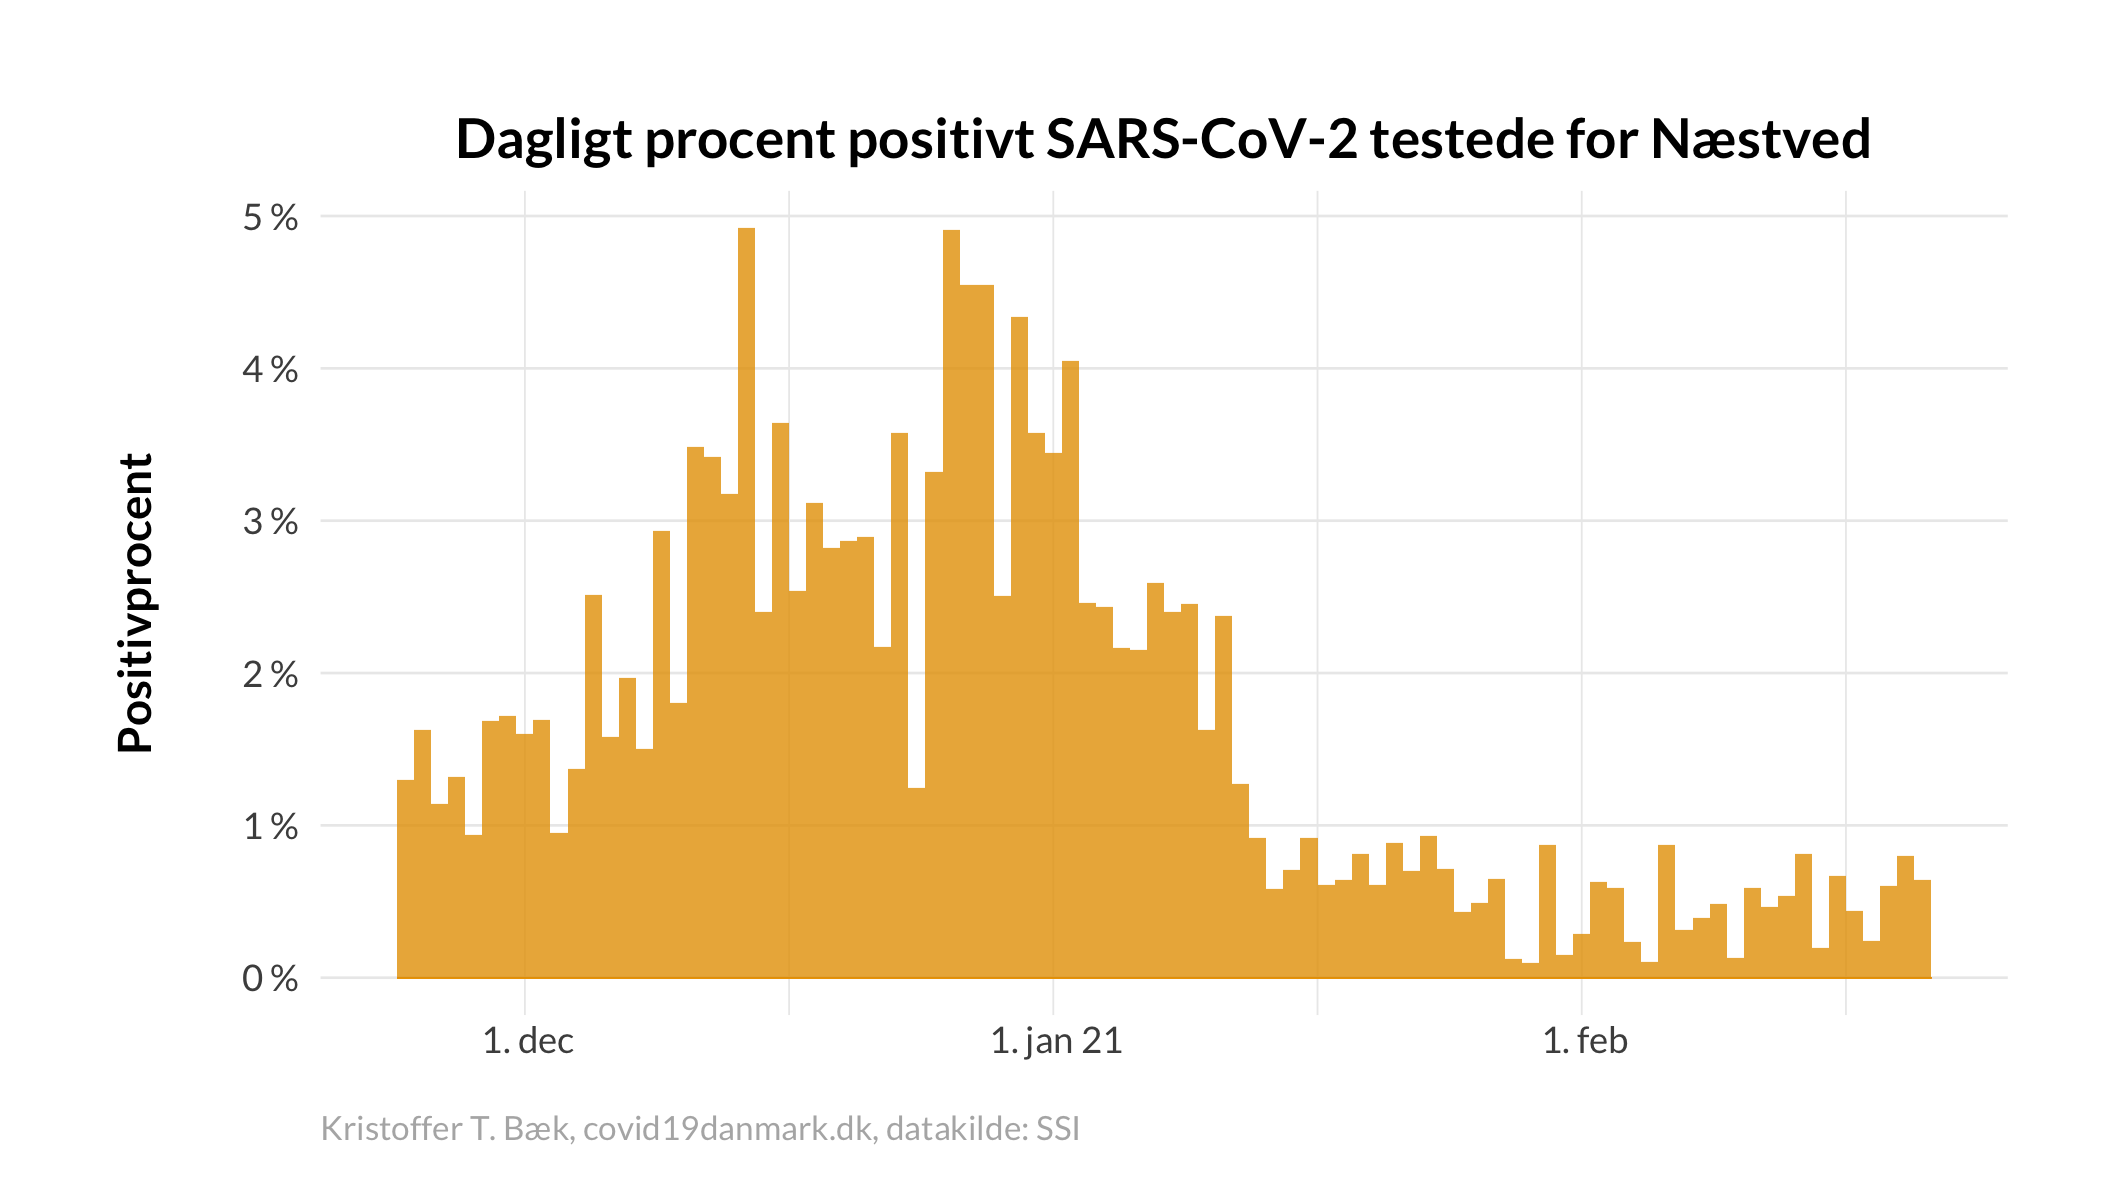 Dagligt procent positivt SARS-CoV-2 testede for Næstved
Positivprocent
5 %
4 %
3 %
2 %
1 %
0 %
1. dec
1. jan 21
1. feb
Kristoffer T. Bæk, covid19danmark.dk, datakilde: SSI